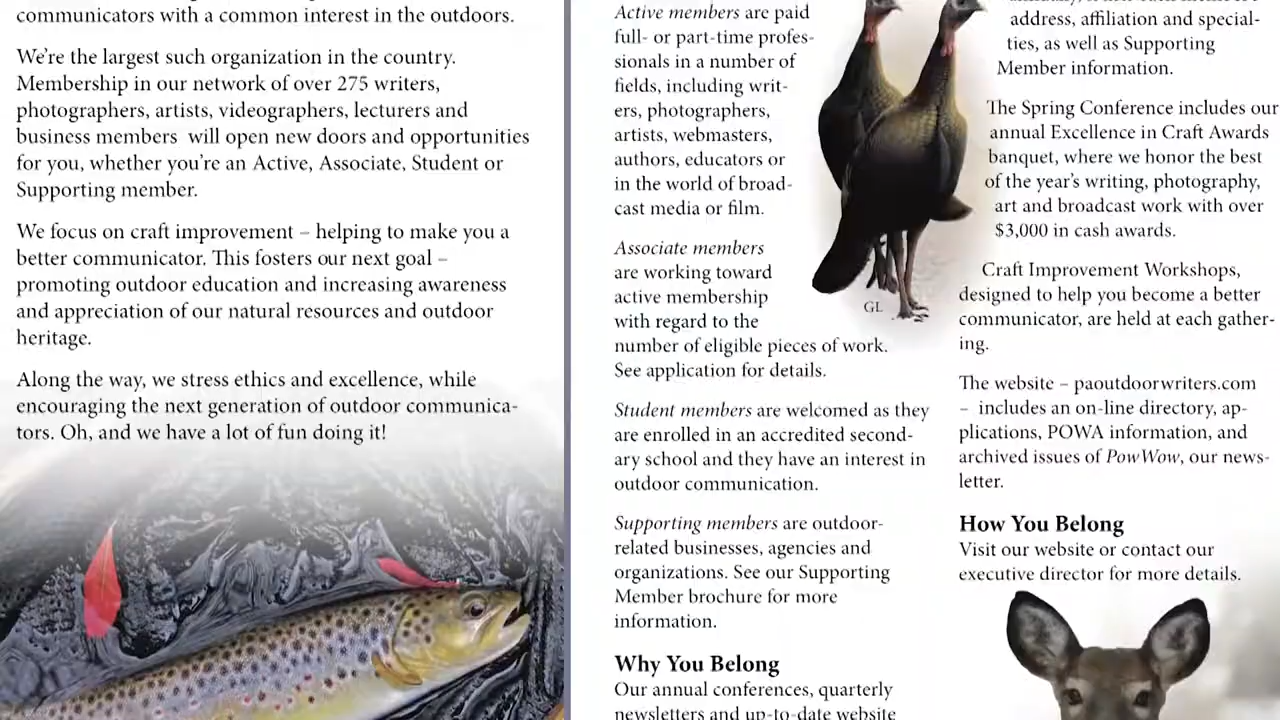 communicators with a common interest in the outdoors.
We're the largest such organization in the country.
Membership in our network of over 275 writers,
photographers, artists, videographers, lecturers and
business members will open new doors and opportunities
for you, whether you're an Active, Associate, Student or
Supporting member.
We focus on craft improvement – helping to make you a
better communicator. This fosters our next goal –
promoting outdoor education and increasing awareness
and appreciation of our natural resources and outdoor
heritage.
Along the way, we stress ethics and excellence, while
encouraging the next generation of outdoor communica-
tors. Oh, and we have a lot of fun doing it!
Active members are paid
full- or part-time profes-
sionals in a number of
fields, including writ-
ers, photographers,
artists, webmasters,
authors, educators or
in the world of broad-
cast media or film.
Associate members
are working toward
active membership
with regard to the
number of eligible pieces of work.
See application for details.
Student members are welcomed as they
are enrolled in an accredited second-
ary school and they have an interest in
outdoor communication.
Supporting members are outdoor-
related businesses, agencies and
organizations. See our Supporting
Member brochure for more
information.
Why You Belong
Our annual conferences, quarterly
newsletters and up-to-date website
GL
address, affiliation and special-
ties, as well as Supporting
Member information.
The Spring Conference includes our
annual Excellence in Craft Awards
banquet, where we honor the best
of the year's writing, photography,
art and broadcast work with over
$3,000 in cash awards.
Craft Improvement Workshops,
designed to help you become a better
communicator, are held at each gather-
ing.
The website – paoutdoorwriters.com
– includes an on-line directory, ap-
plications, POWA information, and
archived issues of PowWow, our news-
letter.
How You Belong
Visit our website or contact our
executive director for more details.